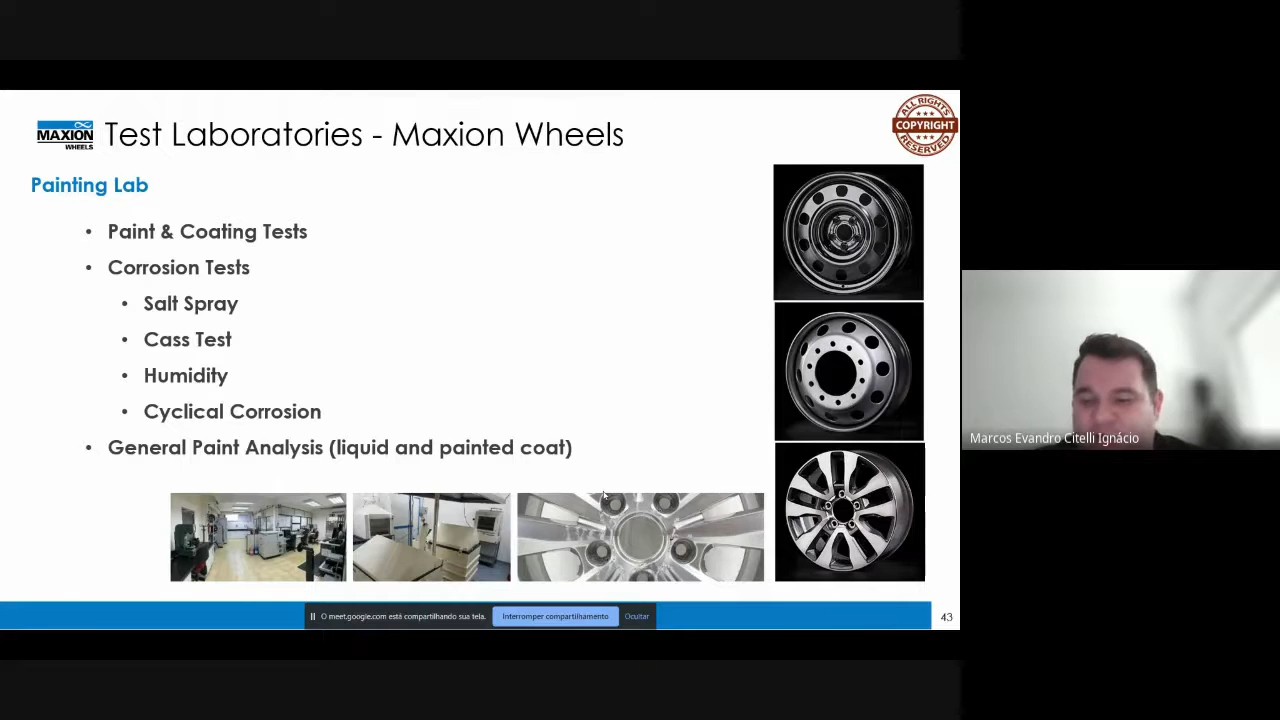 MAXION
WHEELS
Test Laboratories - Maxion Wheels
ALL RIGHTS
COPYRIGHT
RESERVED
Painting Lab
• Paint & Coating Tests
• Corrosion Tests
• Salt Spray
• Cass Test
• Humidity
• Cyclical Corrosion
• General Paint Analysis (liquid and painted coat)
Marcos Evandro Citelli Ignácio
O meet.google.com está compartilhando sua tela.
Interromper compartilhamento
Ocultar
43